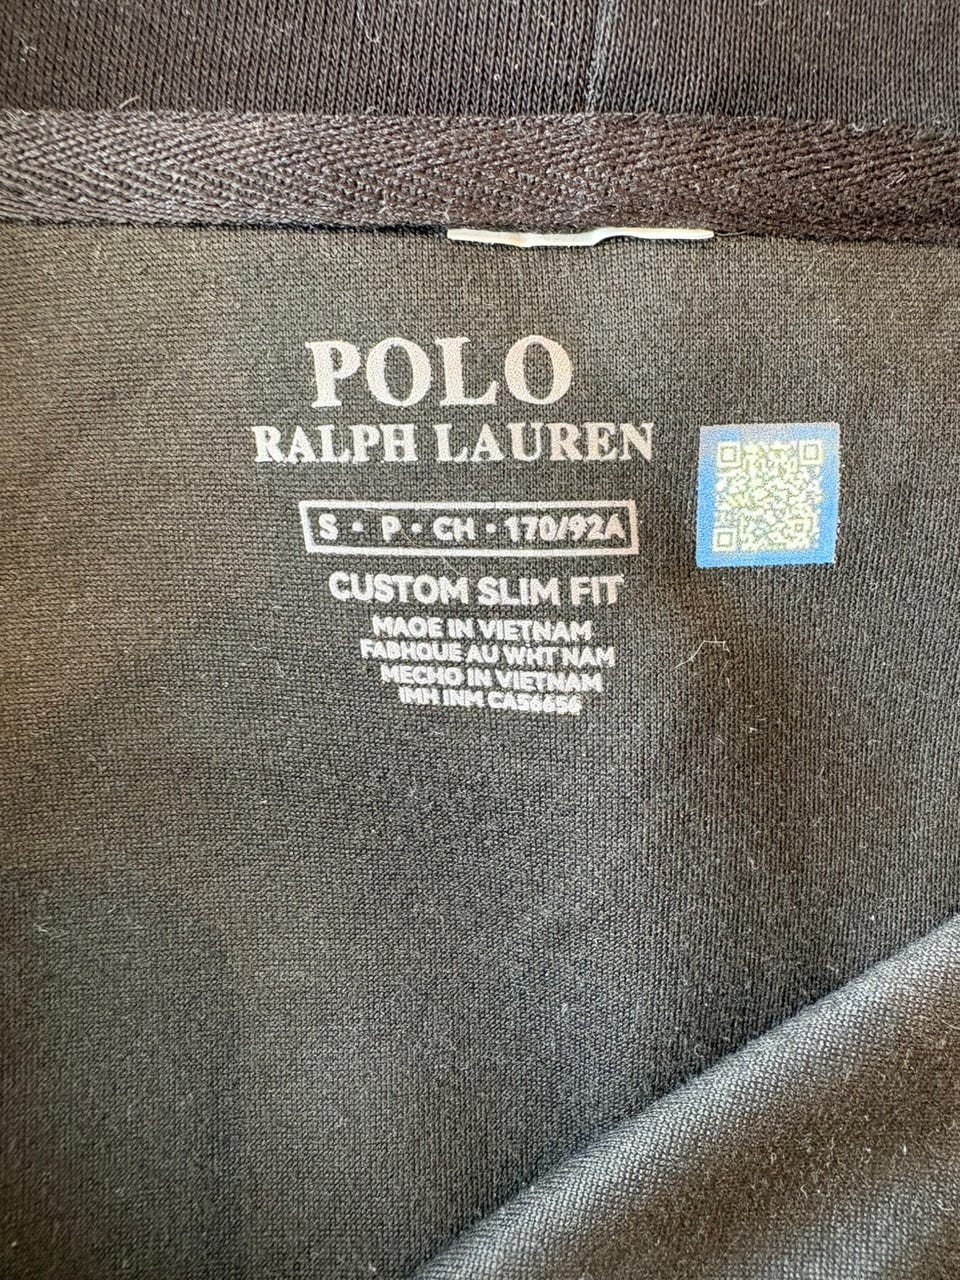 POLO
RALPH LAUREN
S • P • CH • 170/92A
CUSTOM SLIM FIT
MAOE IN VIETNAM
FABHQUE AU WHT NAM
MECHO IN VIETNAM
IMH INM CA56656